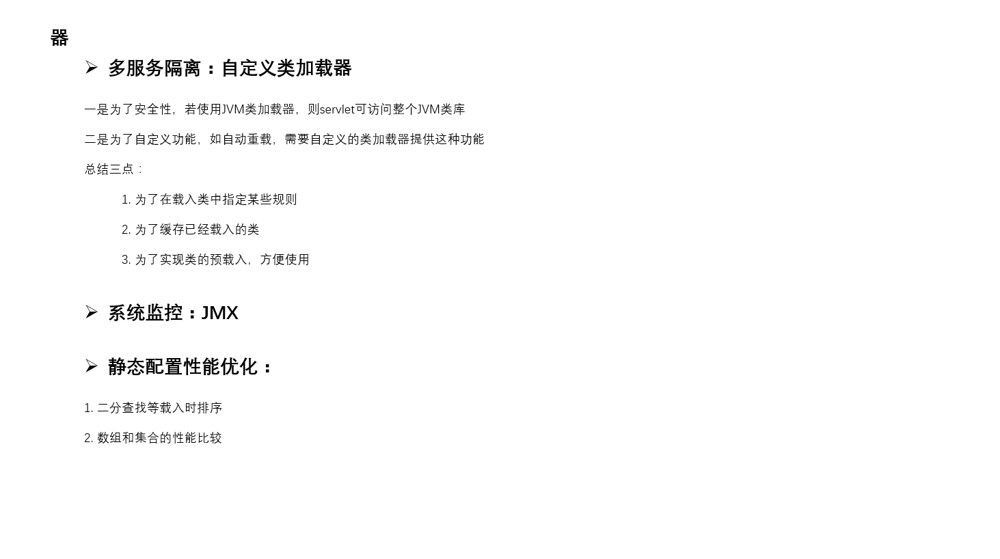 器
➢ 多服务隔离：自定义类加载器
一是为了安全性，若使用JVM类加载器，则servlet可访问整个JVM类库
二是为了自定义功能，如自动重载，需要自定义的类加载器提供这种功能
总结三点：
1. 为了在载入类中指定某些规则
2. 为了缓存已经载入的类
3. 为了实现类的预载入，方便使用
➢ 系统监控：JMX
➢ 静态配置性能优化：
1. 二分查找等载入时排序
2. 数组和集合的性能比较